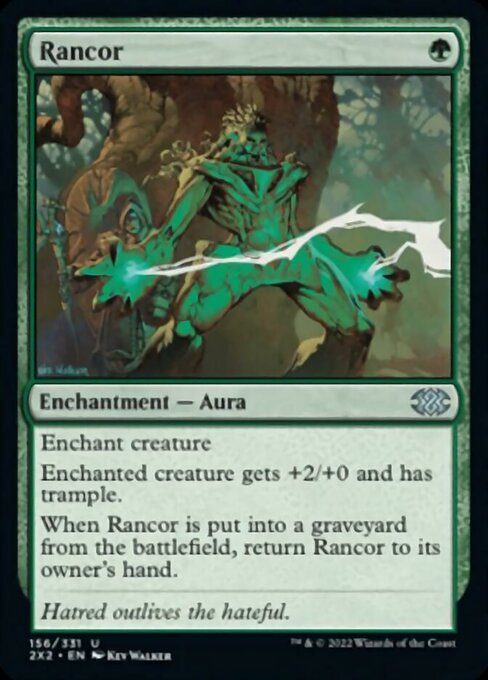 Rancor
Enchantment — Aura
Enchant creature
Enchanted creature gets +2/+0 and has
trample.
When Rancor is put into a graveyard
from the battlefield, return Rancor to its
owner's hand.
Hatred outlives the hateful.
156/331 U
™ & © 2022 Wizards of the Coast
2X2 • EN Kev Walker